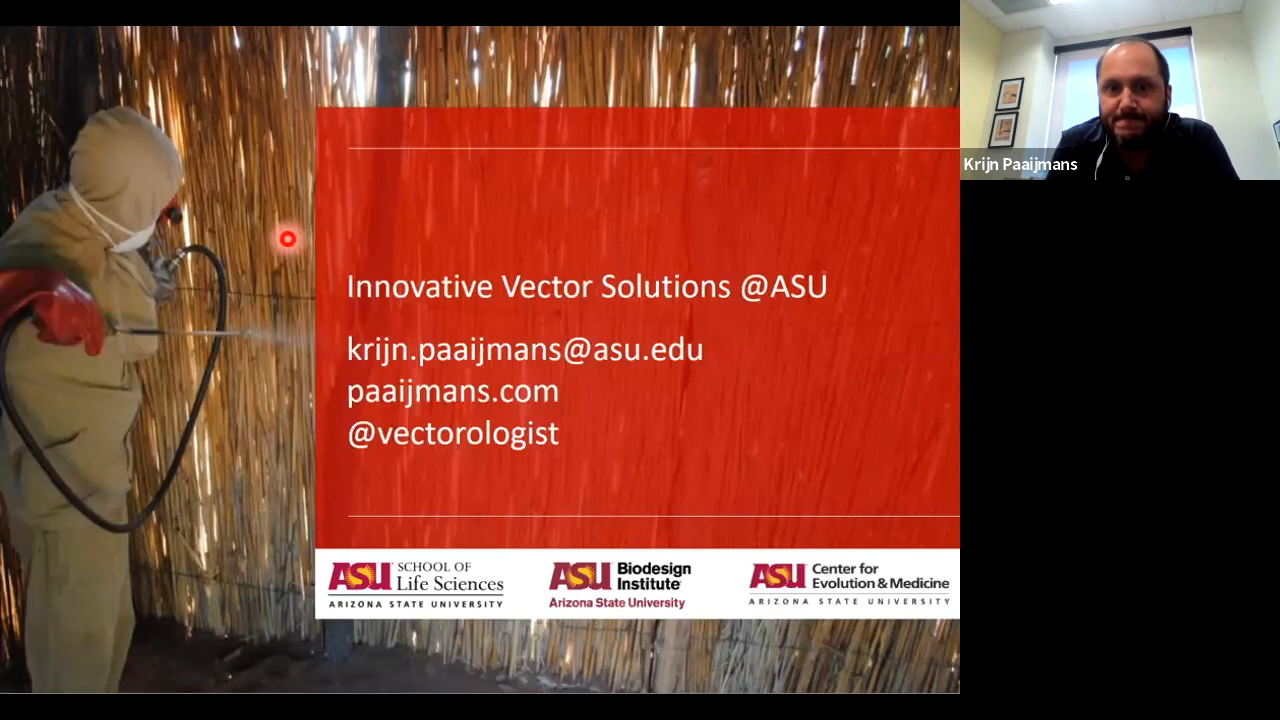 Krijn Paaijmans
Innovative Vector Solutions @ASU
krijn.paaijmans@asu.edu
paaijmans.com
@vectorologist
ASU SCHOOL OF
Life Sciences
ARIZONA STATE UNIVERSITY
ASU Biodesign
Institute
Arizona State University
ASU Center for
Evolution & Medicine
ARIZONA STATE UNIVERSITY